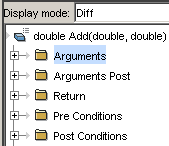 Display mode: Diff
double Add(double, double)
Arguments
Arguments Post
Return
Pre Conditions
Post Conditions